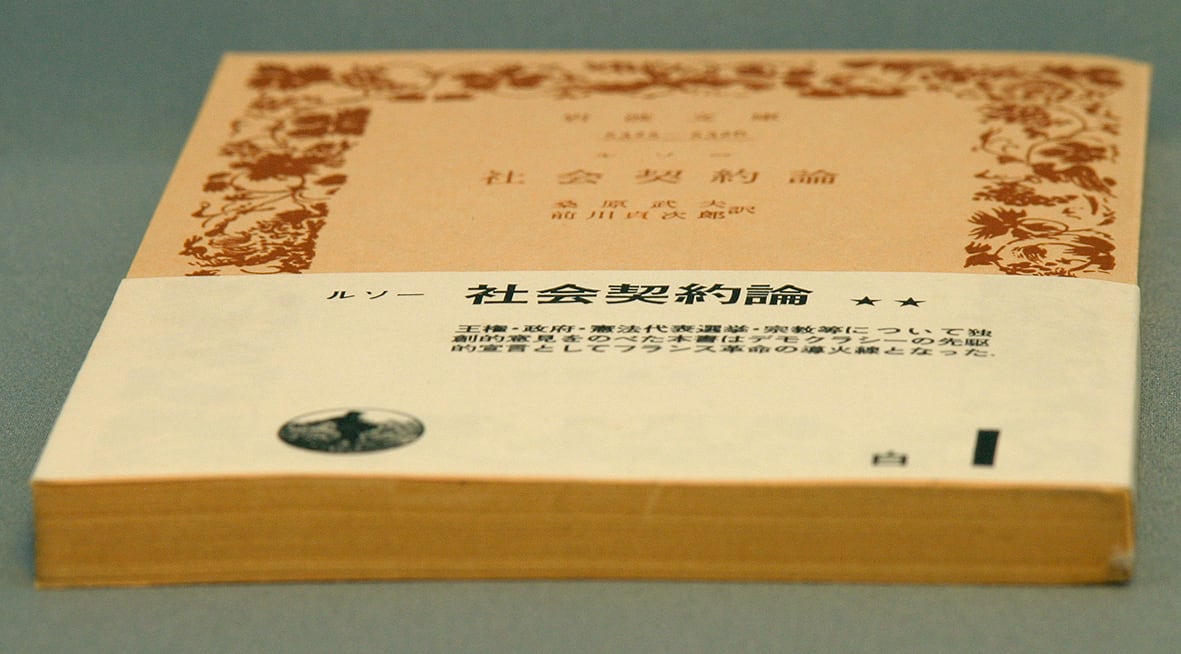 岩波文庫
ルソー
社会契約論
桑原武夫
前川貞次郎訳
ルソー 社会契約論 ★★
主権・政府・憲法代表選挙・宗教等について独
創的意見をのべた本書はデモクラシーの先駆
的宣言としてフランス革命の導火線となった.
白